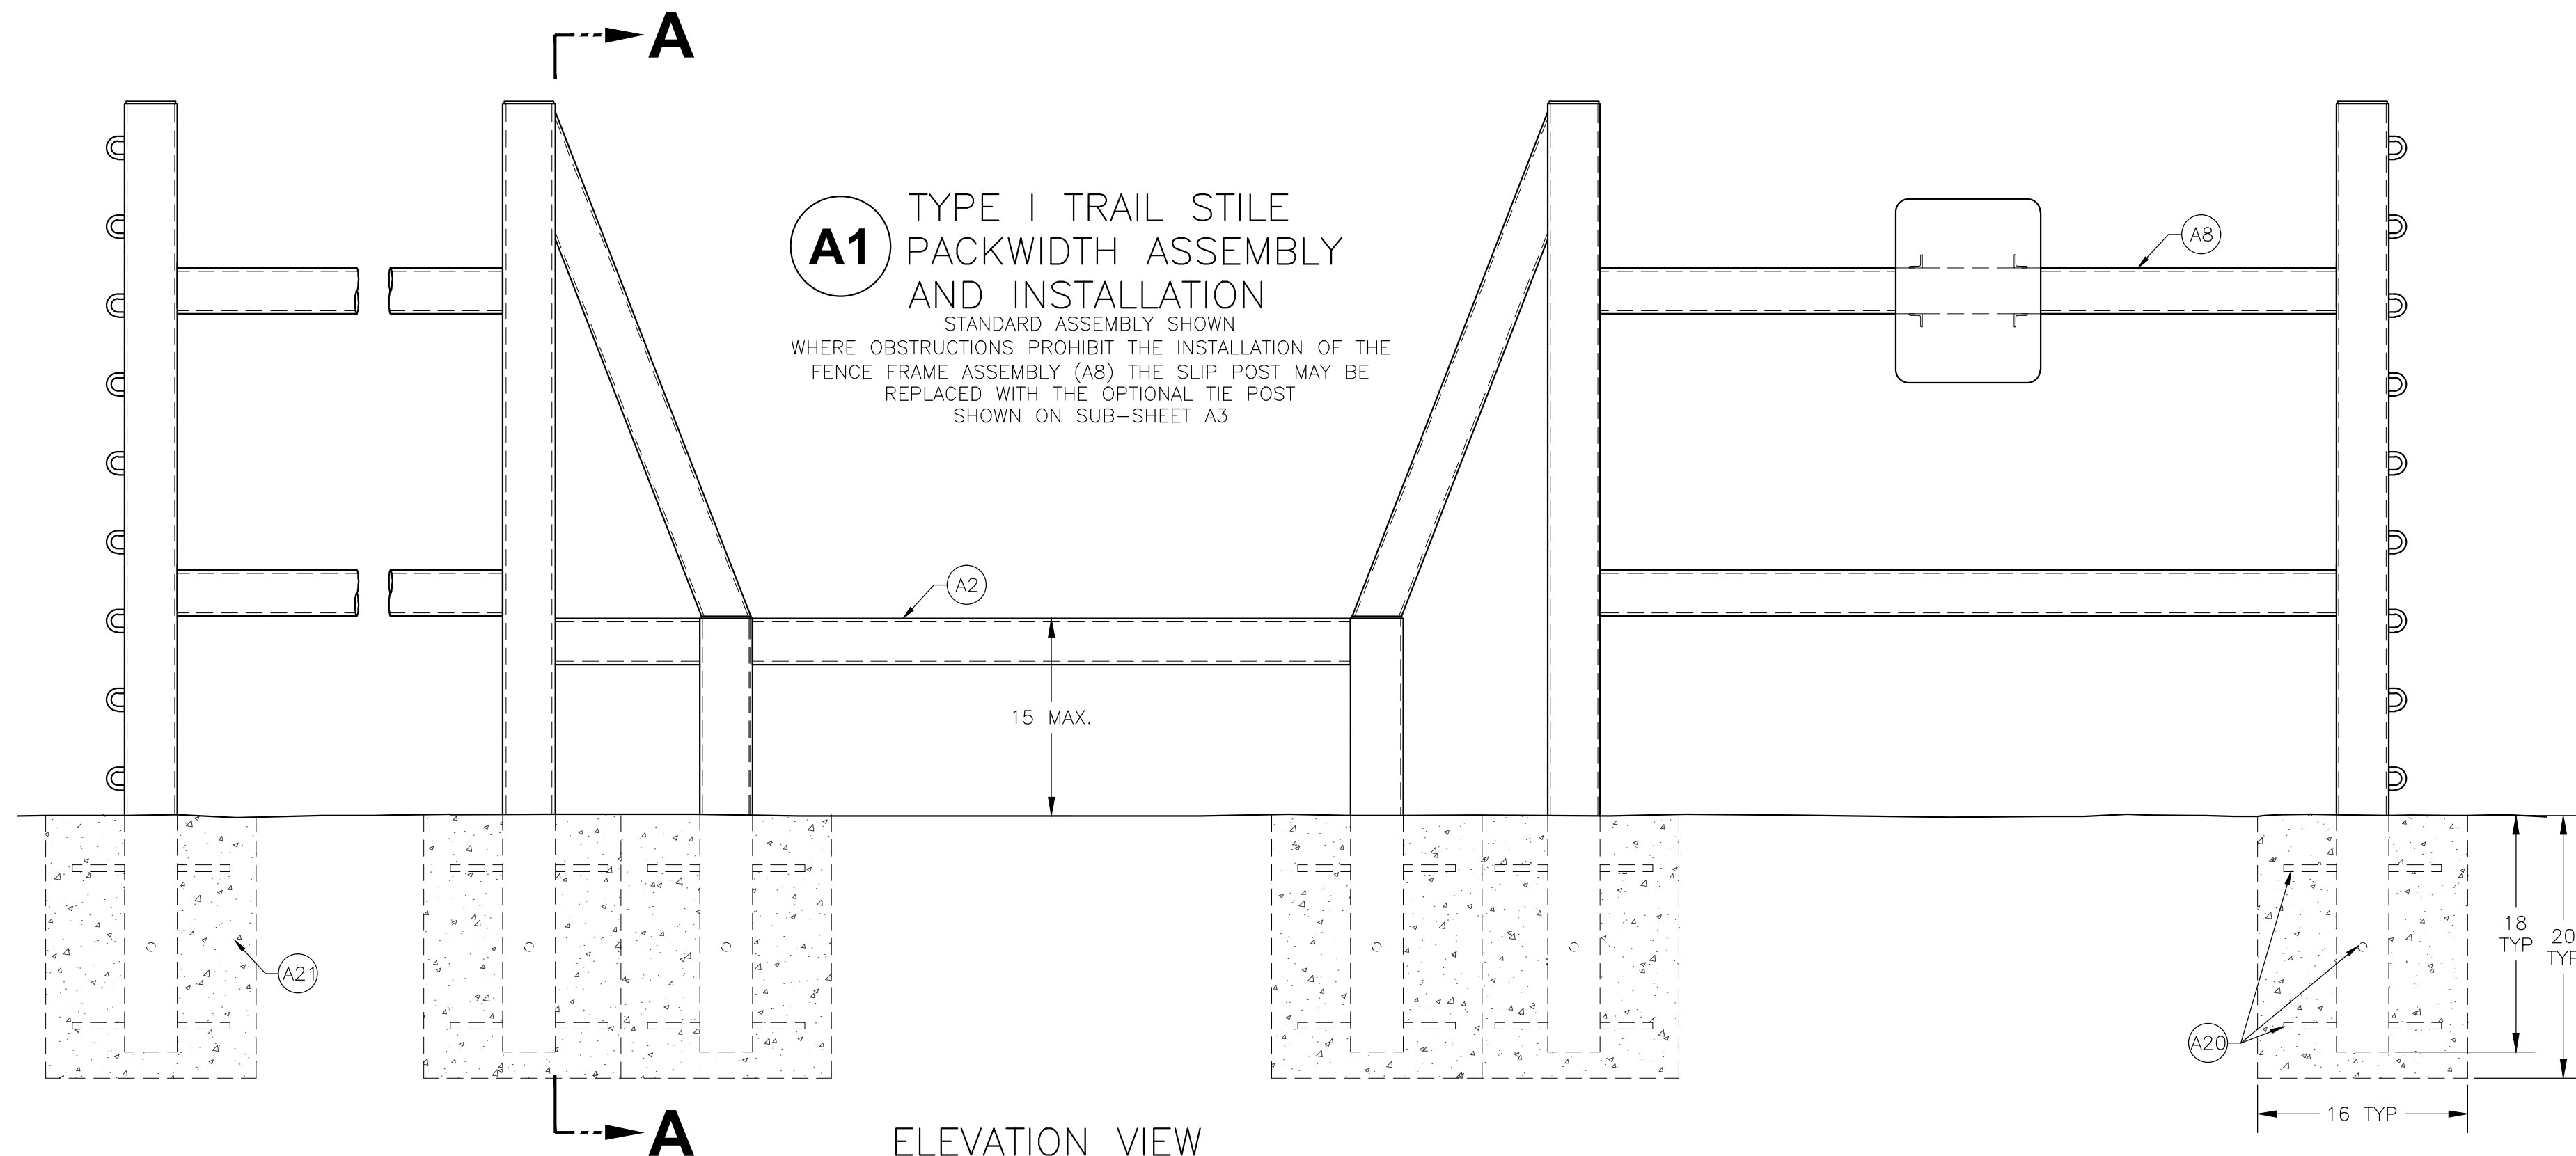 A
A1
TYPE I TRAIL STILE
PACKWIDTH ASSEMBLY
AND INSTALLATION
STANDARD ASSEMBLY SHOWN
WHERE OBSTRUCTIONS PROHIBIT THE INSTALLATION OF THE
FENCE FRAME ASSEMBLY (A8) THE SLIP POST MAY BE
REPLACED WITH THE OPTIONAL TIE POST
SHOWN ON SUB-SHEET A3
A8
A2
15 MAX.
A21
18
TYP
20
TYP
A20
16 TYP
A
ELEVATION VIEW